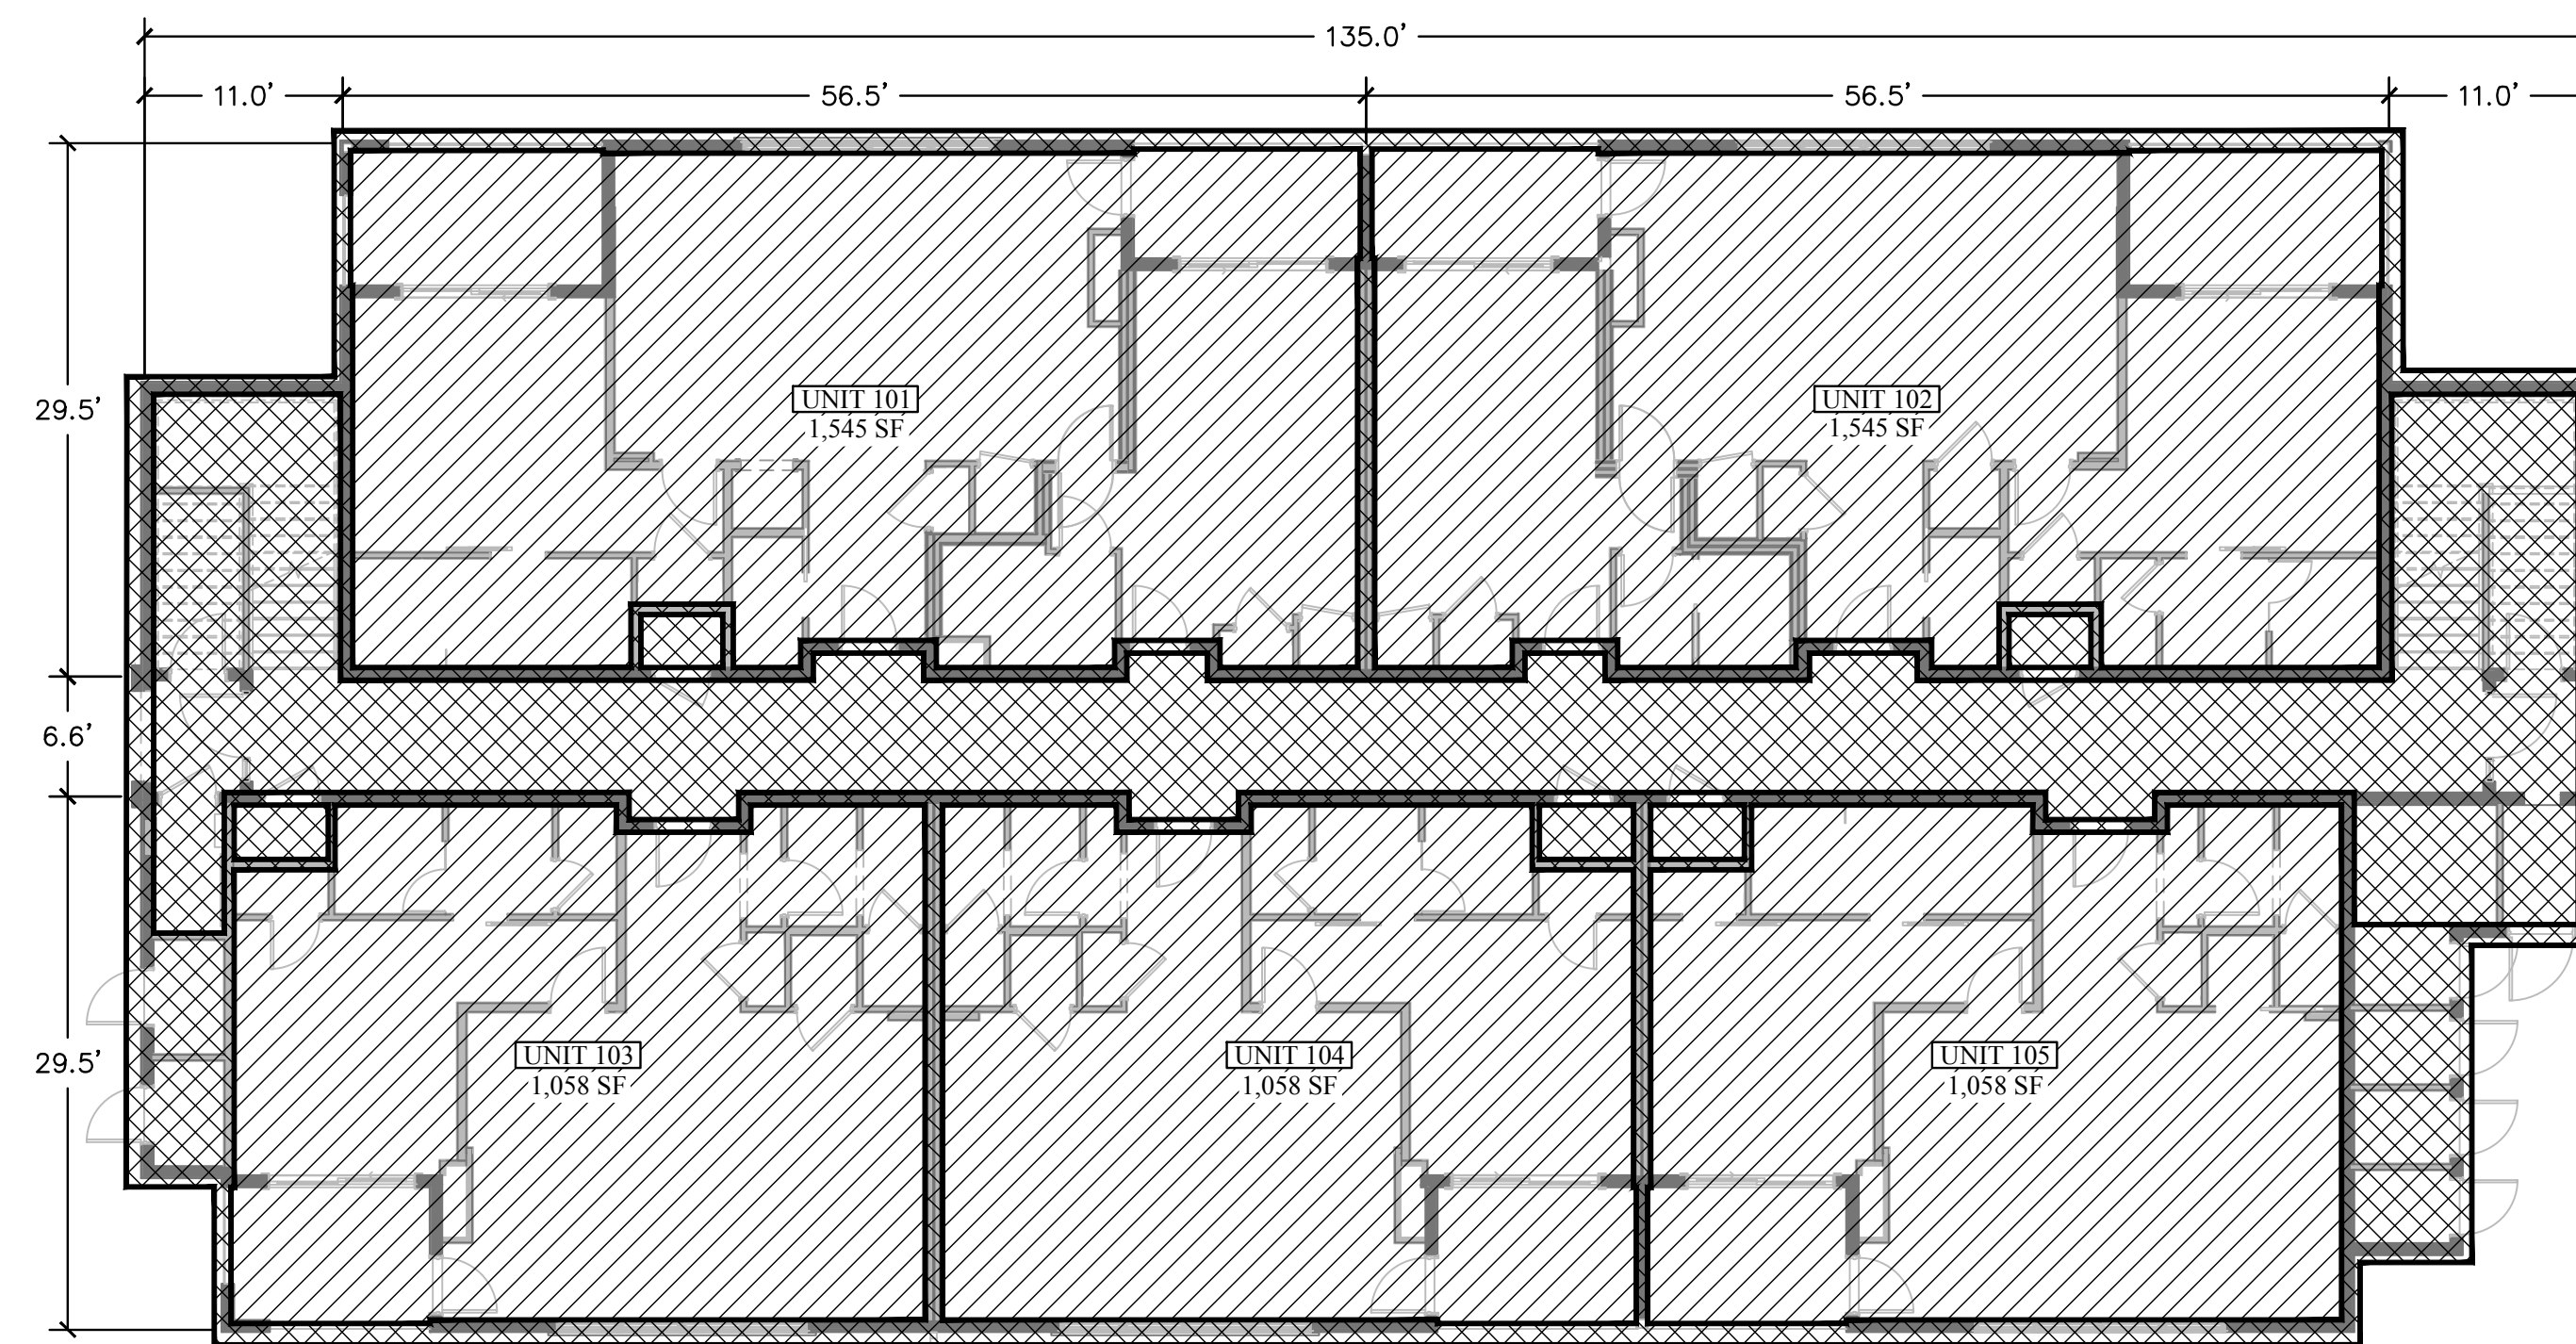 135.0'
11.0' 56.5' 56.5' 11.0'
29.5'
UNIT 101
1,545 SF
UNIT 102
1,545 SF
6.6'
29.5'
UNIT 103
1,058 SF
UNIT 104
1,058 SF
UNIT 105
1,058 SF